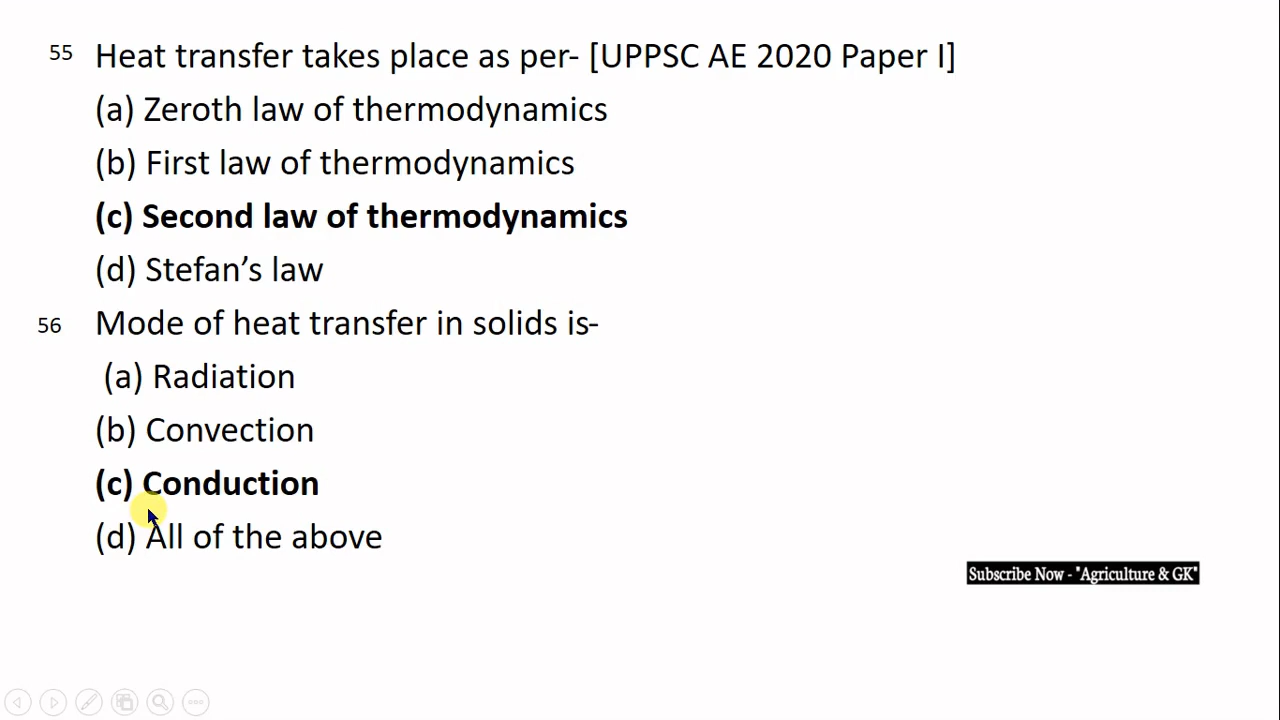 55 Heat transfer takes place as per- [UPPSC AE 2020 Paper I]
(a) Zeroth law of thermodynamics
(b) First law of thermodynamics
(c) Second law of thermodynamics
(d) Stefan’s law
56 Mode of heat transfer in solids is-
(a) Radiation
(b) Convection
(c) Conduction
(d) All of the above
Subscribe Now - "Agriculture & GK"